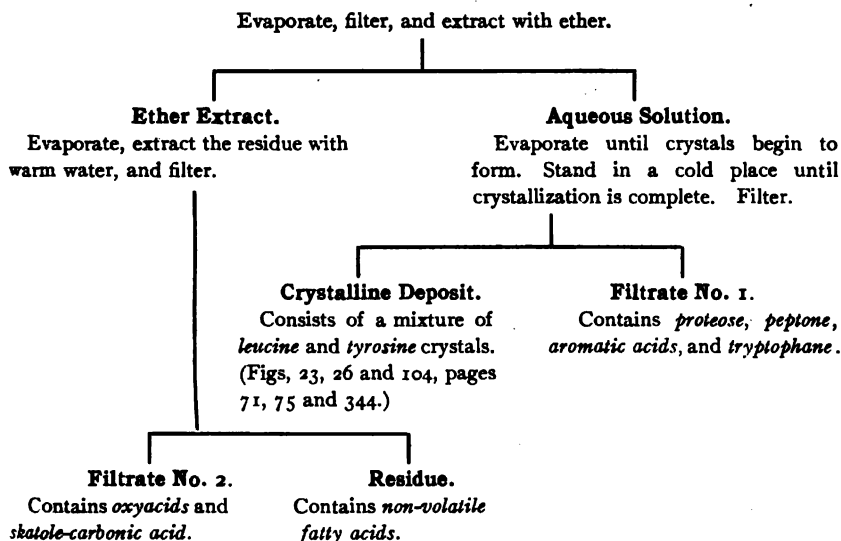 Evaporate, filter, and extract with ether.
Ether Extract.
Evaporate, extract the residue with
warm water, and filter.
Aqueous Solution.
Evaporate until crystals begin to
form. Stand in a cold place until
crystallization is complete. Filter.
Crystalline Deposit.
Consists of a mixture of
leucine and tyrosine crystals.
(Figs, 23, 26 and 104, pages
71, 75 and 344.)
Filtrate No. 1.
Contains proteose, peptone,
aromatic acids, and tryptophane.
Filtrate No. 2.
Contains oxyacids and
skatole-carbonic acid.
Residue.
Contains non-volatile
fatty acids.